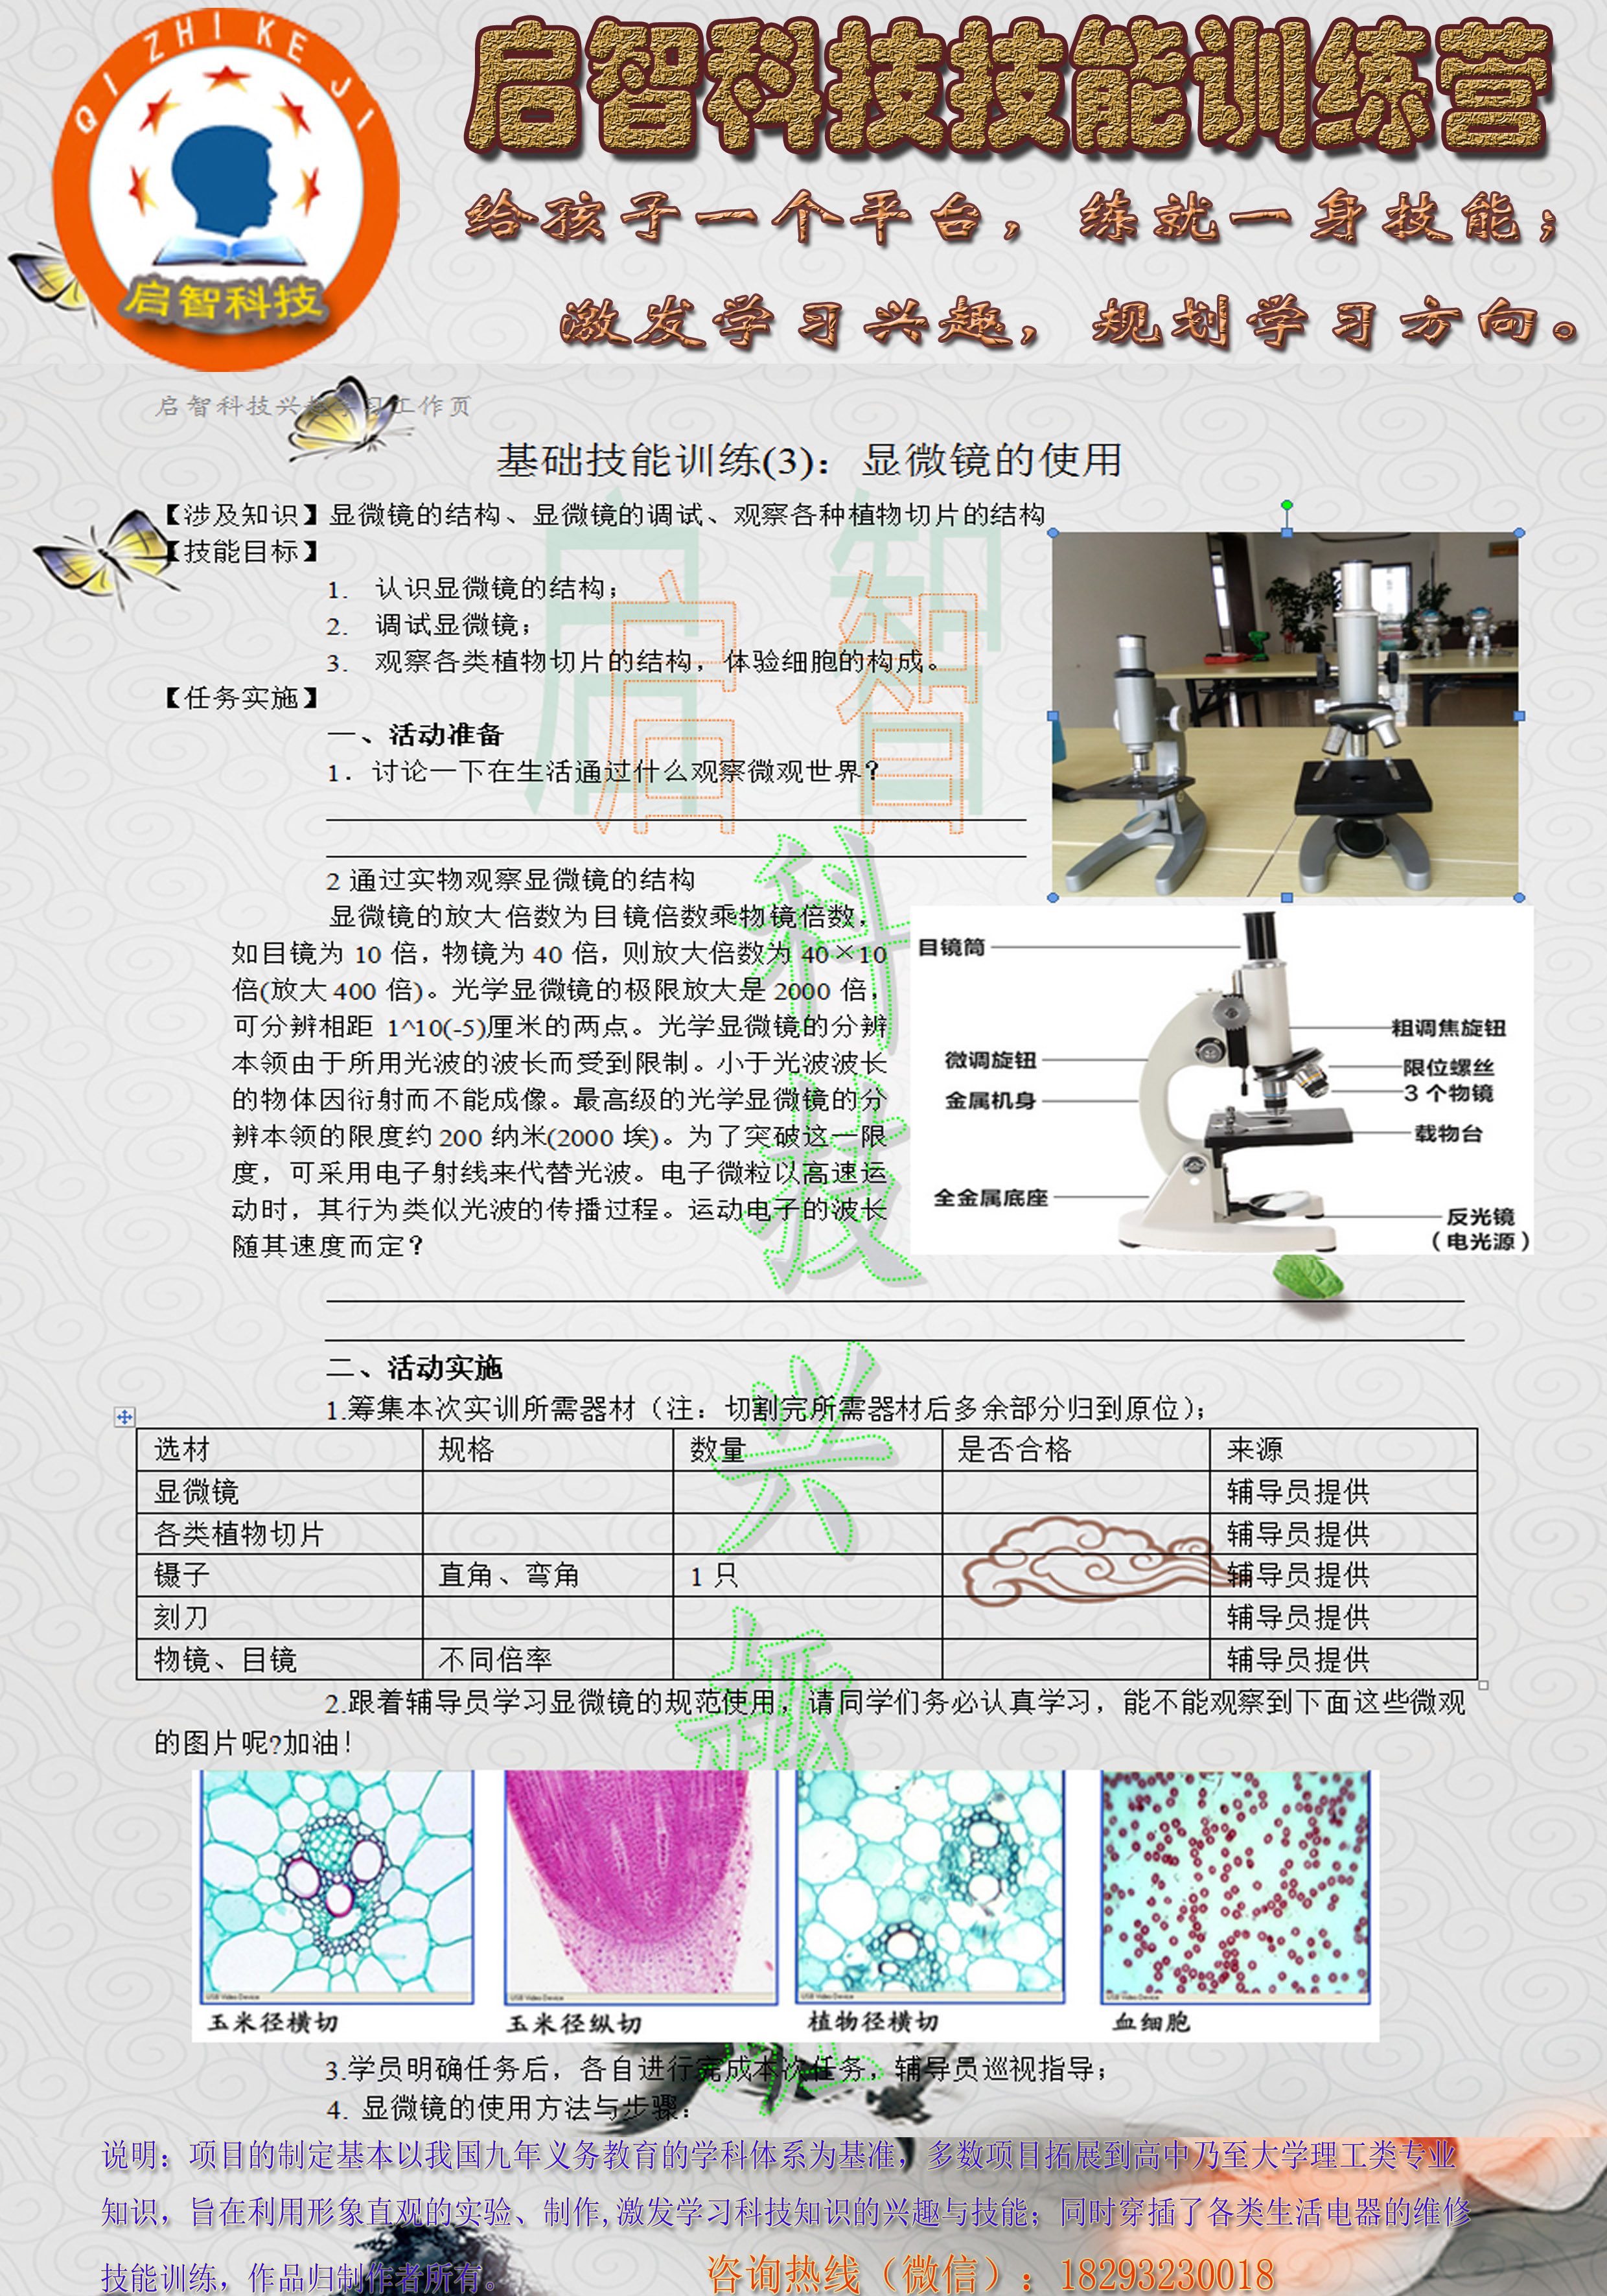 QI ZHI KE JI
启智科技
启智科技技能训练营
给孩子一个平台，练就一身技能；
激发学习兴趣，规划学习方向。
启智科技兴趣学习工作页
基础技能训练(3)：显微镜的使用
【涉及知识】显微镜的结构、显微镜的调试、观察各种植物切片的结构
【技能目标】
1. 认识显微镜的结构；
2. 调试显微镜；
3. 观察各类植物切片的结构，体验细胞的构成。
【任务实施】
一、活动准备
1. 讨论一下在生活通过什么观察微观世界？
2 通过实物观察显微镜的结构
显微镜的放大倍数为目镜倍数乘物镜倍数，
如目镜为 10 倍，物镜为 40 倍，则放大倍数为 40×10
倍(放大 400 倍)。光学显微镜的极限放大是 2000 倍，
可分辨相距 1^10(-5)厘米的两点。光学显微镜的分辨
本领由于所用光波的波长而受到限制。小于光波波长
的物体因衍射而不能成像。最高级的光学显微镜的分
辨本领的限度约 200 纳米(2000 埃)。为了突破这一限
度，可采用电子射线来代替光波。电子微粒以高速运
动时，其行为类似光波的传播过程。运动电子的波长
随其速度而定？
目镜筒
粗调焦旋钮
微调旋钮
限位螺丝
3 个物镜
金属机身
载物台
全金属底座
反光镜
（电光源）
二、活动实施
1.筹集本次实训所需器材（注：切割完所需器材后多余部分归到原位）；
选材 规格 数量 是否合格 来源
显微镜 辅导员提供
各类植物切片 辅导员提供
镊子 直角、弯角 1 只 辅导员提供
刻刀 辅导员提供
物镜、目镜 不同倍率 辅导员提供
2.跟着辅导员学习显微镜的规范使用，请同学们务必认真学习，能不能观察到下面这些微观
的图片呢?加油！
USB Video Device
USB Video Device
USB Video Device
USB Video Device
玉米径横切
玉米径纵切
植物径横切
血细胞
3.学员明确任务后，各自进行完成本次任务，辅导员巡视指导；
4. 显微镜的使用方法与步骤：
启智科技兴趣
说明：项目的制定基本以我国九年义务教育的学科体系为基准，多数项目拓展到高中乃至大学理工类专业
知识，旨在利用形象直观的实验、制作,激发学习科技知识的兴趣与技能；同时穿插了各类生活电器的维修
技能训练，作品归制作者所有。
咨询热线（微信）：18293230018